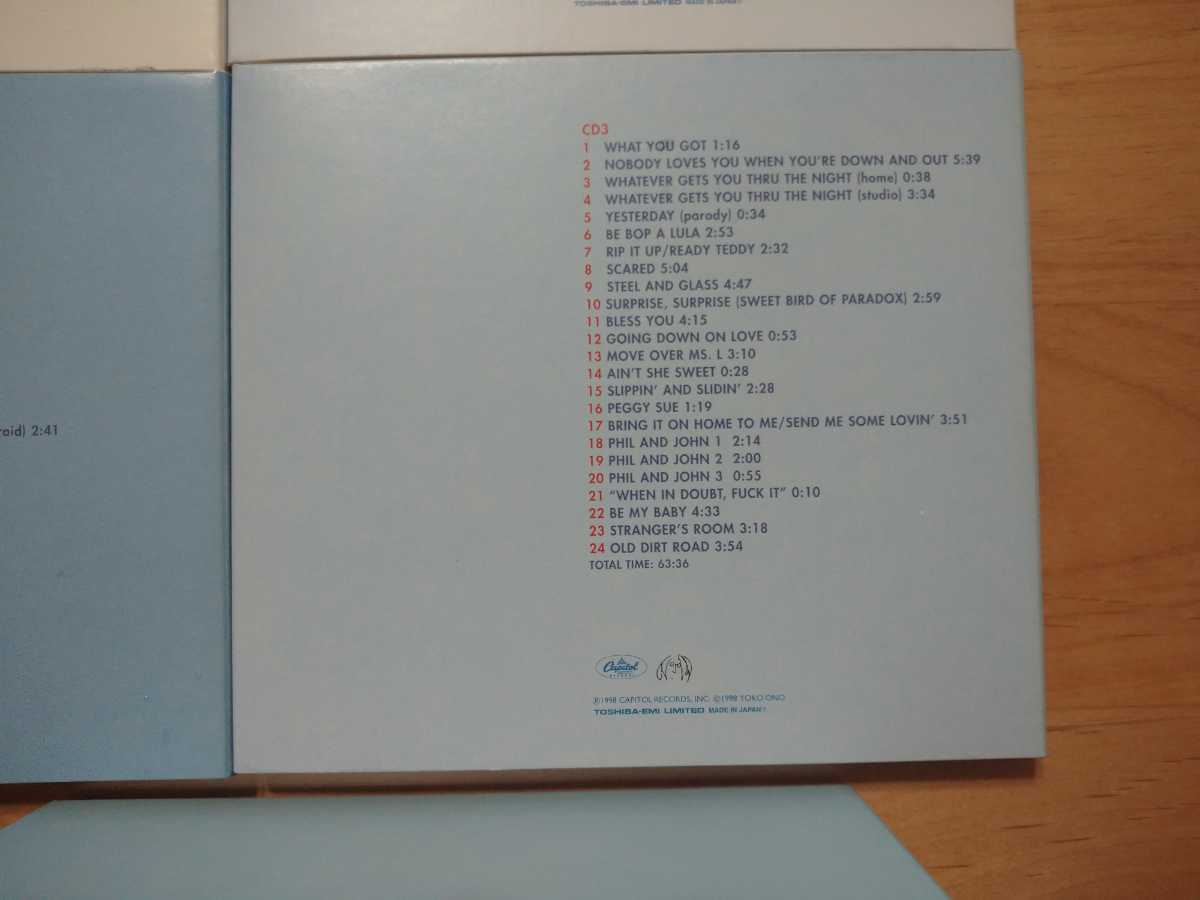 TOSHIBA-EMI LIMITED MADE IN JAPAN
raid) 2:41
CD3
1 WHAT YOU GOT 1:16
2 NOBODY LOVES YOU WHEN YOU'RE DOWN AND OUT 5:39
3 WHATEVER GETS YOU THRU THE NIGHT (home) 0:38
4 WHATEVER GETS YOU THRU THE NIGHT (studio) 3:34
5 YESTERDAY (parody) 0:34
6 BE BOP A LULA 2:53
7 RIP IT UP/READY TEDDY 2:32
8 SCARED 5:04
9 STEEL AND GLASS 4:47
10 SURPRISE, SURPRISE (SWEET BIRD OF PARADOX) 2:59
11 BLESS YOU 4:15
12 GOING DOWN ON LOVE 0:53
13 MOVE OVER MS. L 3:10
14 AIN'T SHE SWEET 0:28
15 SLIPPIN' AND SLIDIN' 2:28
16 PEGGY SUE 1:19
17 BRING IT ON HOME TO ME/SEND ME SOME LOVIN' 3:51
18 PHIL AND JOHN 1 2:14
19 PHIL AND JOHN 2 2:00
20 PHIL AND JOHN 3 0:55
21 "WHEN IN DOUBT, FUCK IT" 0:10
22 BE MY BABY 4:33
23 STRANGER'S ROOM 3:18
24 OLD DIRT ROAD 3:54
TOTAL TIME: 63:36
Capitol
℗1998 CAPITOL RECORDS, INC. ©1998 YOKO ONO
TOSHIBA-EMI LIMITED MADE IN JAPAN